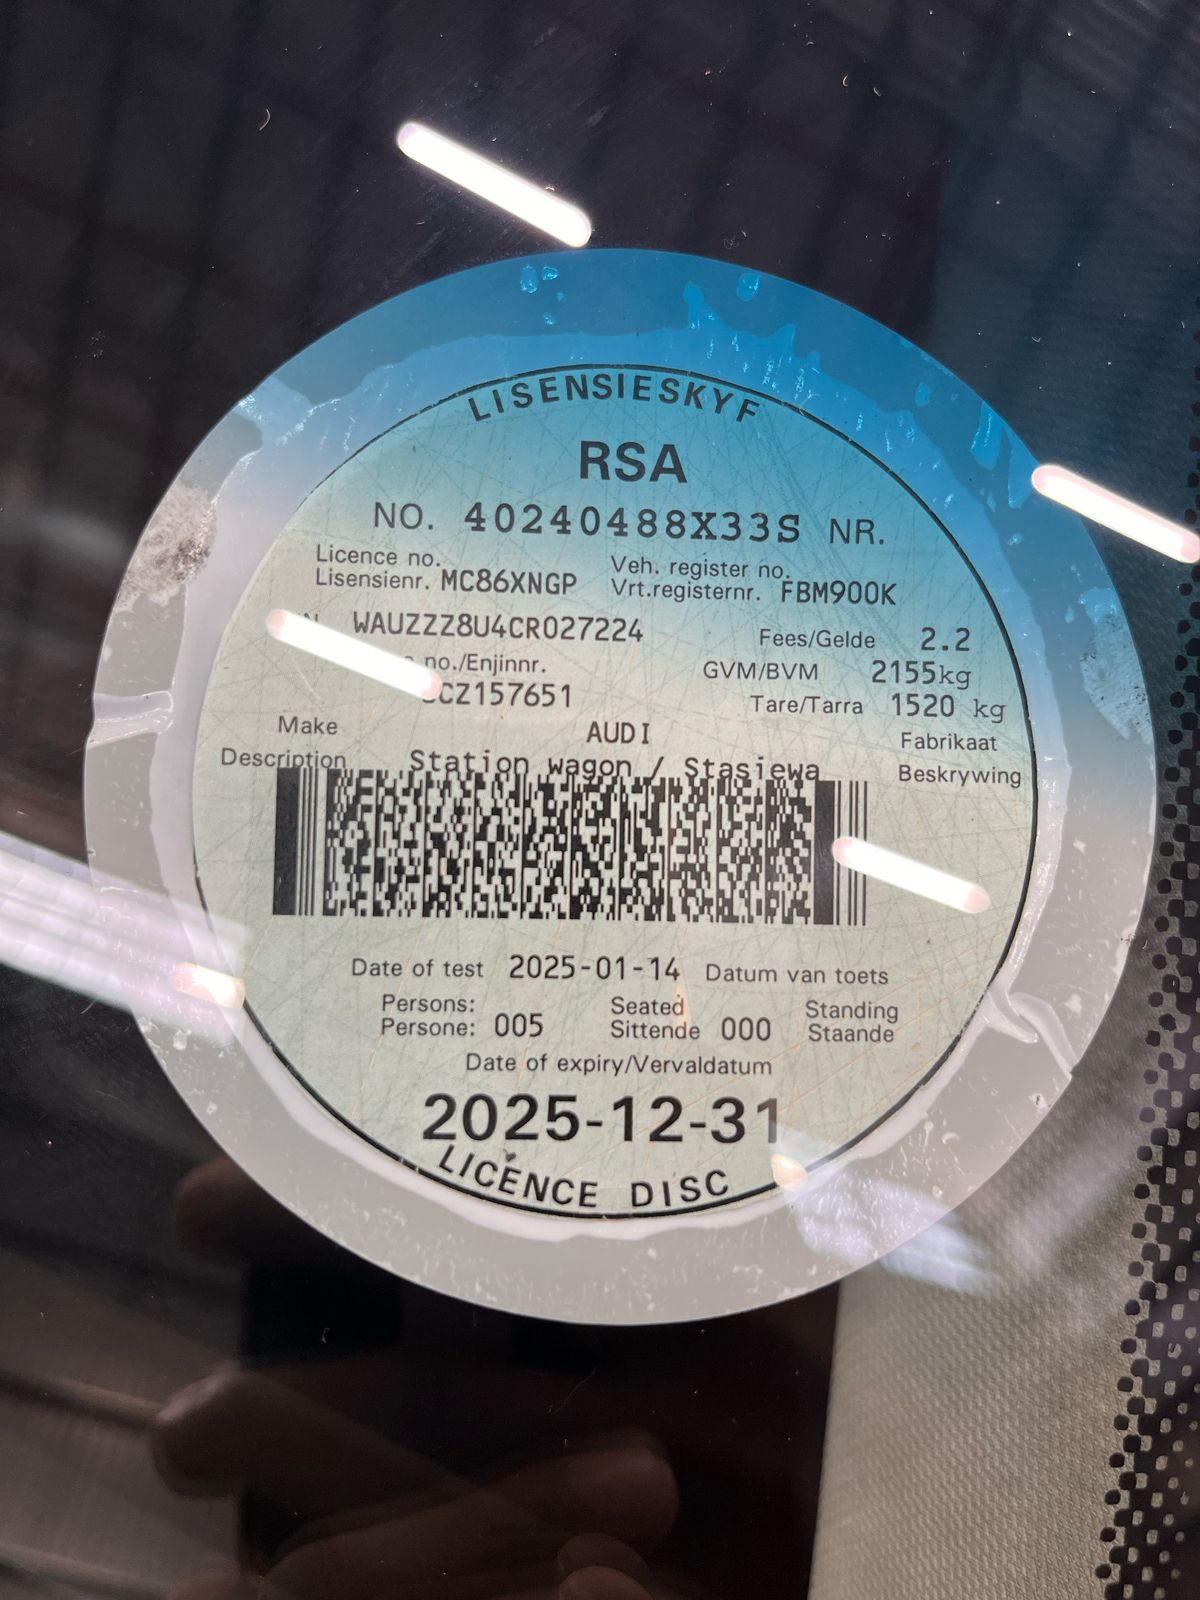 LISENSIESKYF
RSA
NO. 40240488X33S NR.
Licence no. Veh. register no.
Lisensienr. MC86XNGP Vrt.registernr. FBM900K
WAUZZZ8U4CR027224 Fees/Gelde 2.2
no./Enjinnr. GVM/BVM 2155kg
CZ157651 Tare/Tarra 1520 kg
Make AUDI Fabrikaat
Description Station wagon / Stasiewa Beskrywing
Date of test 2025-01-14 Datum van toets
Persons: Seated Standing
Persone: 005 Sittende 000 Staande
Date of expiry/Vervaldatum
2025-12-31
LICENCE DISC